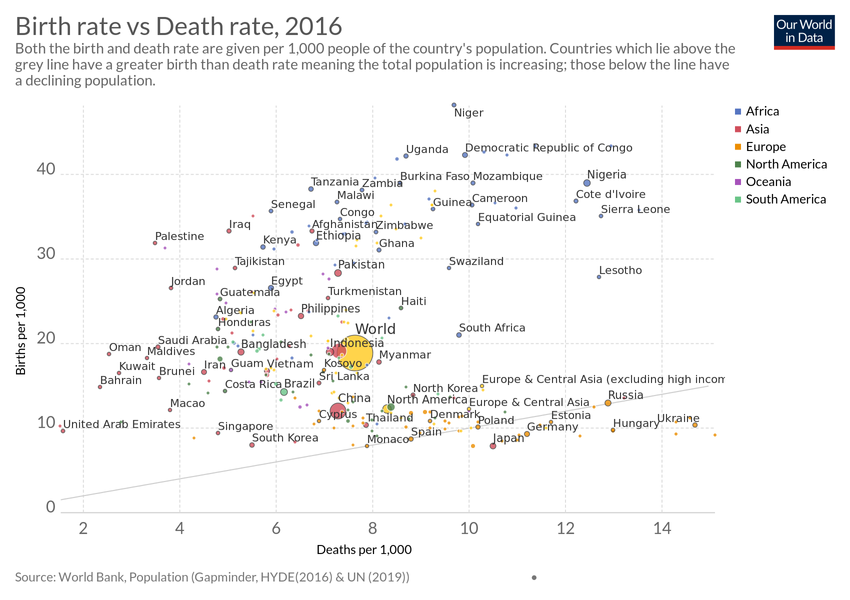 Birth rate vs Death rate, 2016
Our World
in Data
Both the birth and death rate are given per 1,000 people of the country's population. Countries which lie above the
grey line have a greater birth than death rate meaning the total population is increasing; those below the line have
a declining population.
Africa
Asia
Europe
North America
Oceania
South America
Niger
Uganda
Democratic Republic of Congo
40
Tanzania
Zambia
Burkina Faso
Mozambique
Nigeria
Malawi
Senegal
Guinea
Cameroon
Cote d'Ivoire
Congo
Equatorial Guinea
Sierra Leone
Iraq
Afghanistan
Zimbabwe
Palestine
Kenya
Ethiopia
Ghana
30
Tajikistan
Pakistan
Swaziland
Lesotho
Jordan
Egypt
Guatemala
Turkmenistan
Haiti
Algeria
Philippines
Honduras
World
South Africa
20
Oman
Saudi Arabia
Bangladesh
Indonesia
Maldives
Myanmar
Kuwait
Brunei
Iran
Guam
Vietnam
Kosovo
Bahrain
Costa Rica
Brazil
Sri Lanka
North Korea
Europe & Central Asia (excluding high incom
Macao
China
North America
Europe & Central Asia
Russia
10
United Arab Emirates
Singapore
Cyprus
Thailand
Denmark
Poland
Estonia
Hungary
Ukraine
South Korea
Monaco
Spain
Japan
Germany
0
2
4
6
8
10
12
14
Births per 1,000
Deaths per 1,000
Source: World Bank, Population (Gapminder, HYDE(2016) & UN (2019))